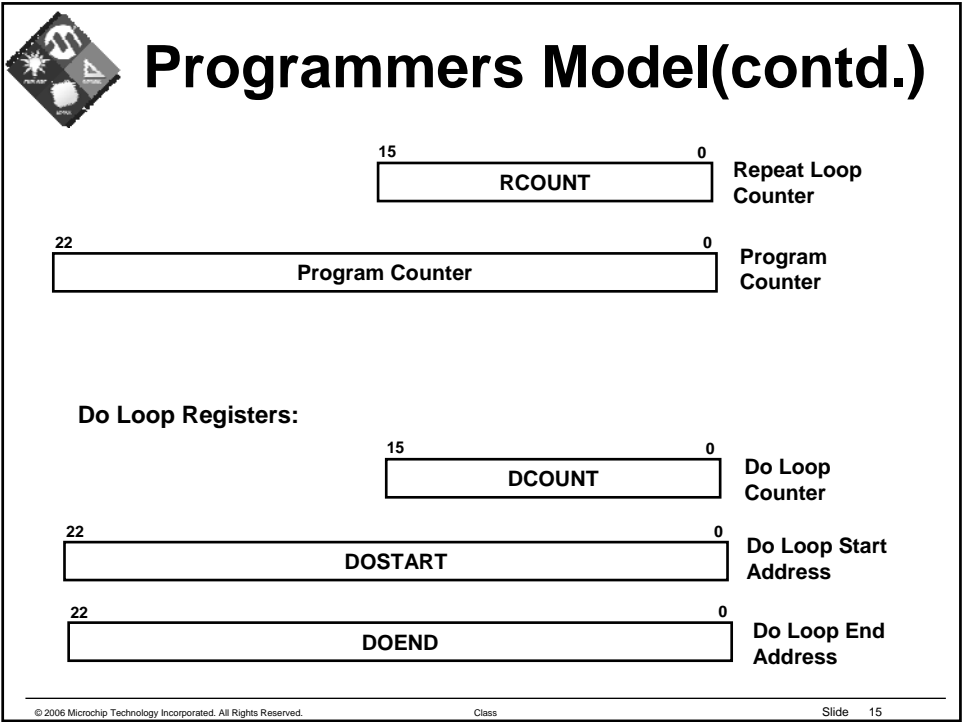 Programmers Model(contd.)
15 0
RCOUNT
Repeat Loop
Counter
22 0
Program Counter
Program
Counter
Do Loop Registers:
15 0
DCOUNT
Do Loop
Counter
22 0
DOSTART
Do Loop Start
Address
22 0
DOEND
Do Loop End
Address
© 2006 Microchip Technology Incorporated. All Rights Reserved. Class Slide 15